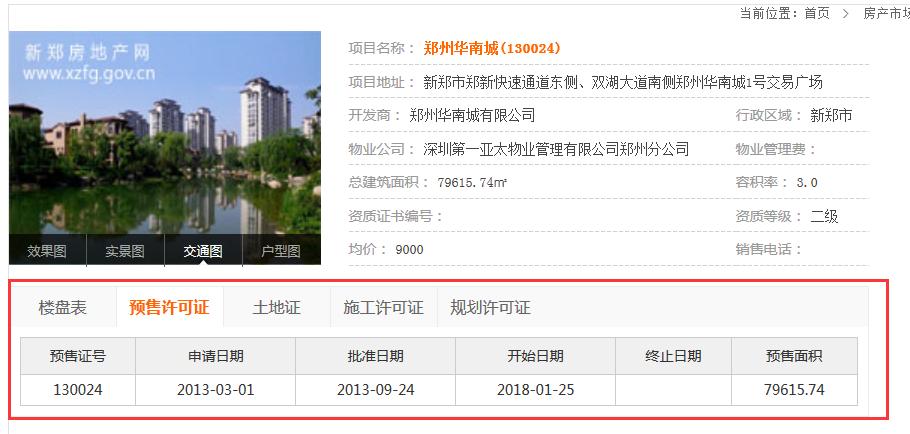 当前位置：首页 > 房产市场
新郑房地产网
www.xzfg.gov.cn
效果图 实景图 交通图 户型图
项目名称： 郑州华南城(130024)
项目地址： 新郑市郑新快速通道东侧、双湖大道南侧郑州华南城1号交易广场
开发商： 郑州华南城有限公司 行政区域： 新郑市
物业公司： 深圳第一亚太物业管理有限公司郑州分公司 物业管理费：
总建筑面积： 79615.74㎡ 容积率： 3.0
资质证书编号： 资质等级： 二级
均价： 9000 销售电话：
楼盘表 预售许可证 土地证 施工许可证 规划许可证
预售证号 申请日期 批准日期 开始日期 终止日期 预售面积
130024 2013-03-01 2013-09-24 2018-01-25 79615.74